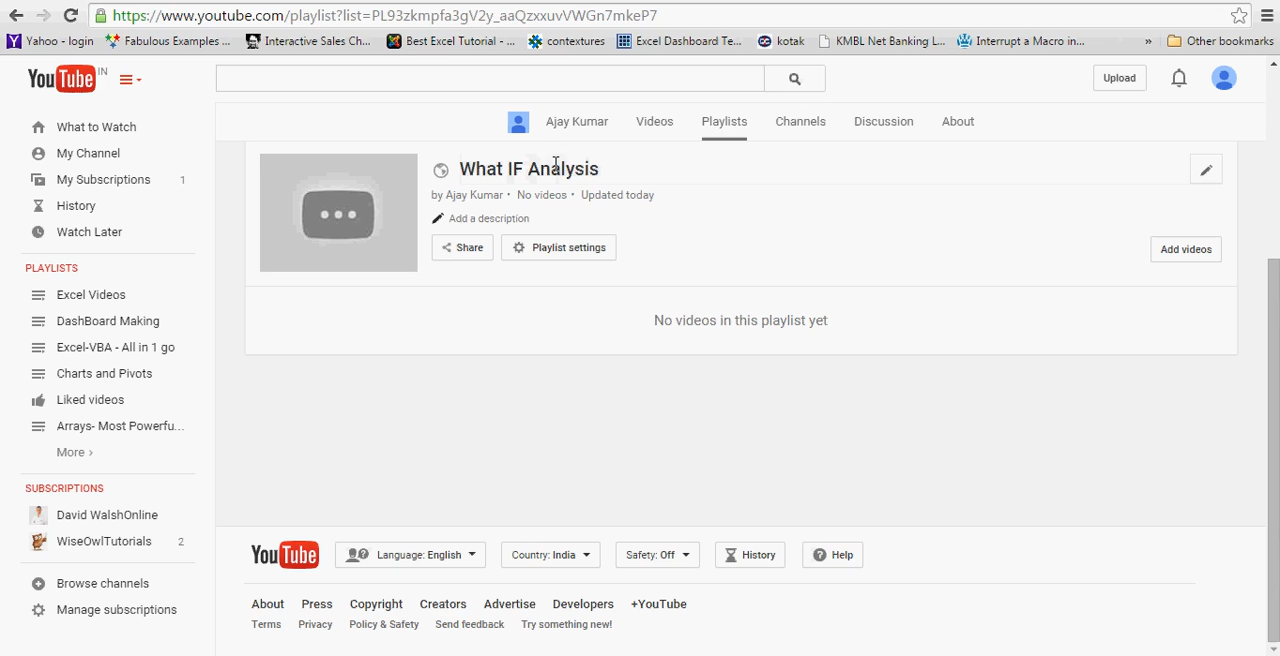 https://www.youtube.com/playlist?list=PL93zkmpfa3gV2y_aaQzxxuvVWGn7mkeP7
Yahoo - login Fabulous Examples ... Interactive Sales Ch... Best Excel Tutorial - ... contextures Excel Dashboard Te... kotak KMBL Net Banking L... Interrupt a Macro in... » Other bookmarks
YouTube IN Upload
Ajay Kumar Videos Playlists Channels Discussion About
What to Watch
My Channel
My Subscriptions 1
History
Watch Later
PLAYLISTS
Excel Videos
DashBoard Making
Excel-VBA - All in 1 go
Charts and Pivots
Liked videos
Arrays- Most Powerfu...
More ›
SUBSCRIPTIONS
David WalshOnline
WiseOwlTutorials 2
Browse channels
Manage subscriptions
What IF Analysis
by Ajay Kumar • No videos • Updated today
Add a description
Share Playlist settings Add videos
No videos in this playlist yet
YouTube Language: English Country: India Safety: Off History Help
About Press Copyright Creators Advertise Developers +YouTube
Terms Privacy Policy & Safety Send feedback Try something new!